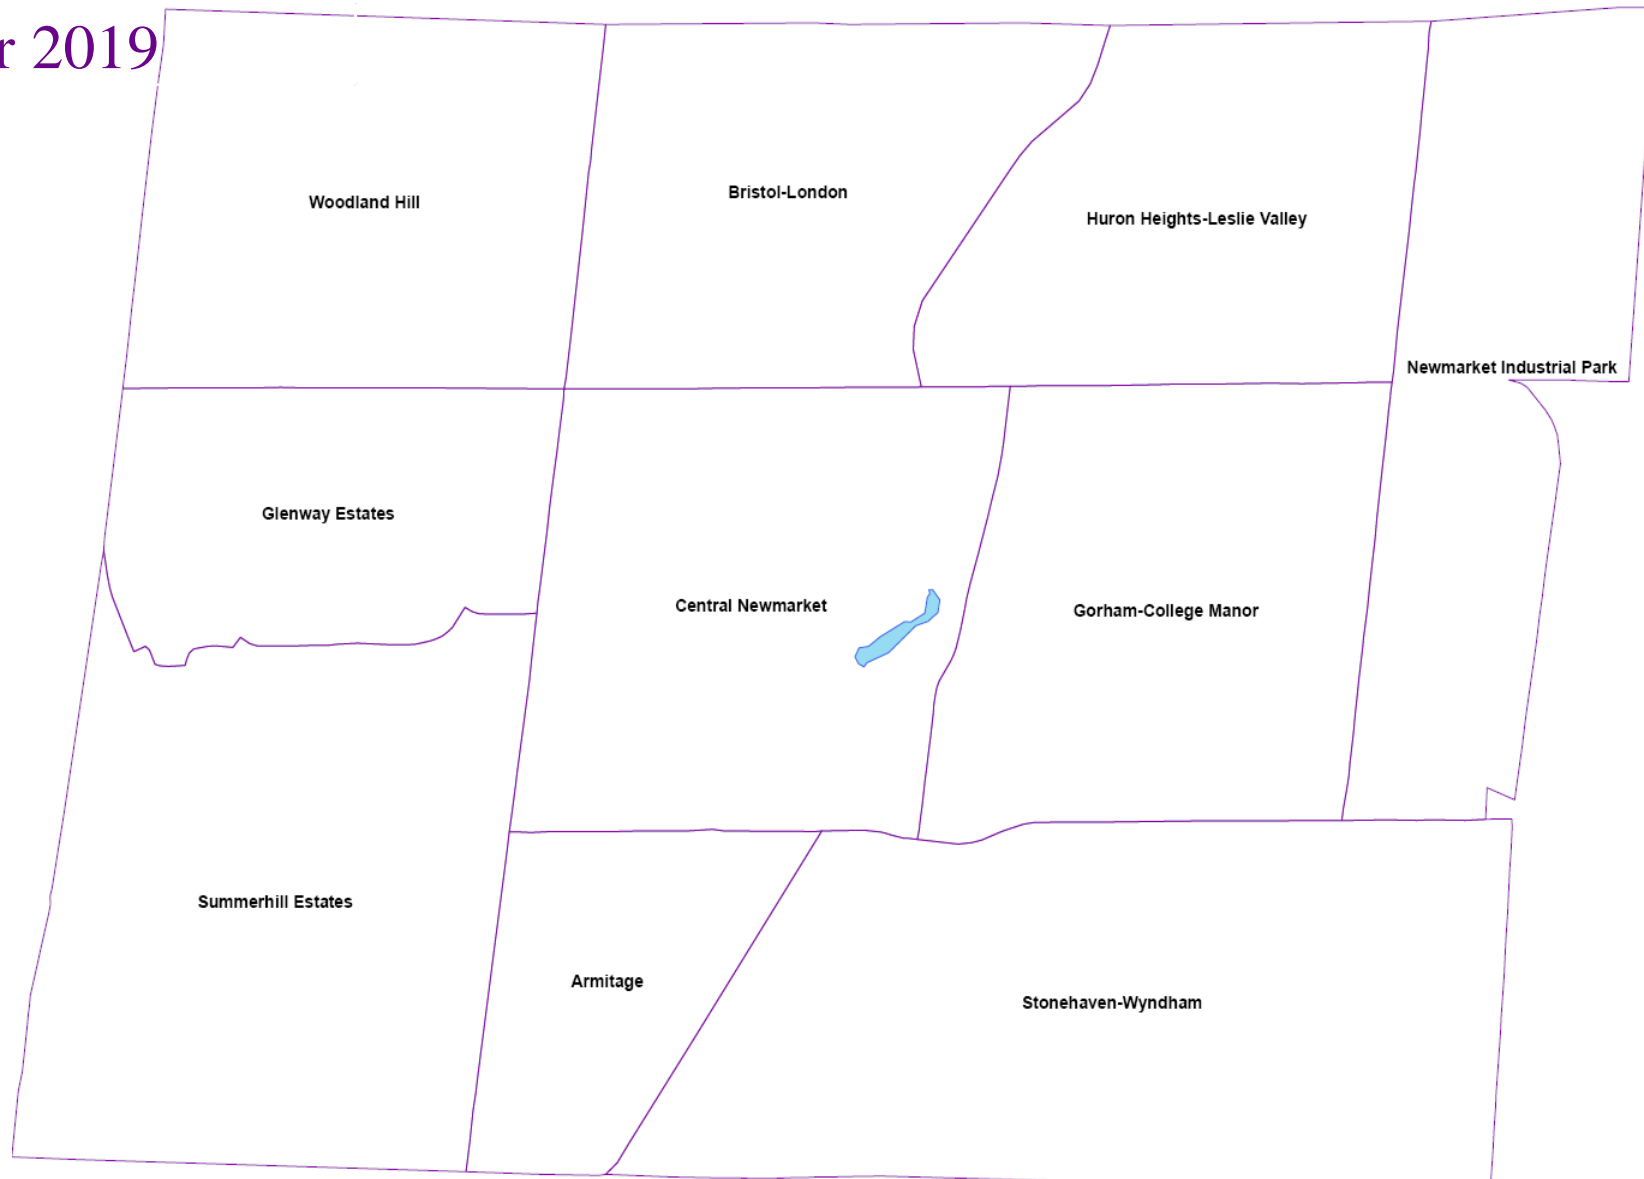 r 2019
Woodland Hill
Bristol-London
Huron Heights-Leslie Valley
Newmarket Industrial Park
Glenway Estates
Central Newmarket
Gorham-College Manor
Summerhill Estates
Armitage
Stonehaven-Wyndham